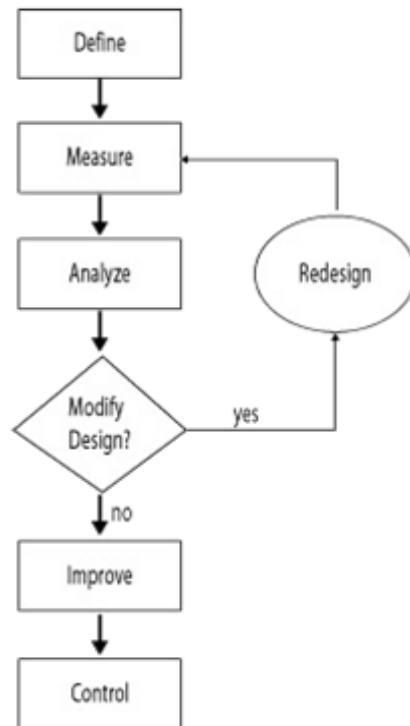 Define
Measure
Analyze
Redesign
Modify
Design?
yes
no
Improve
Control